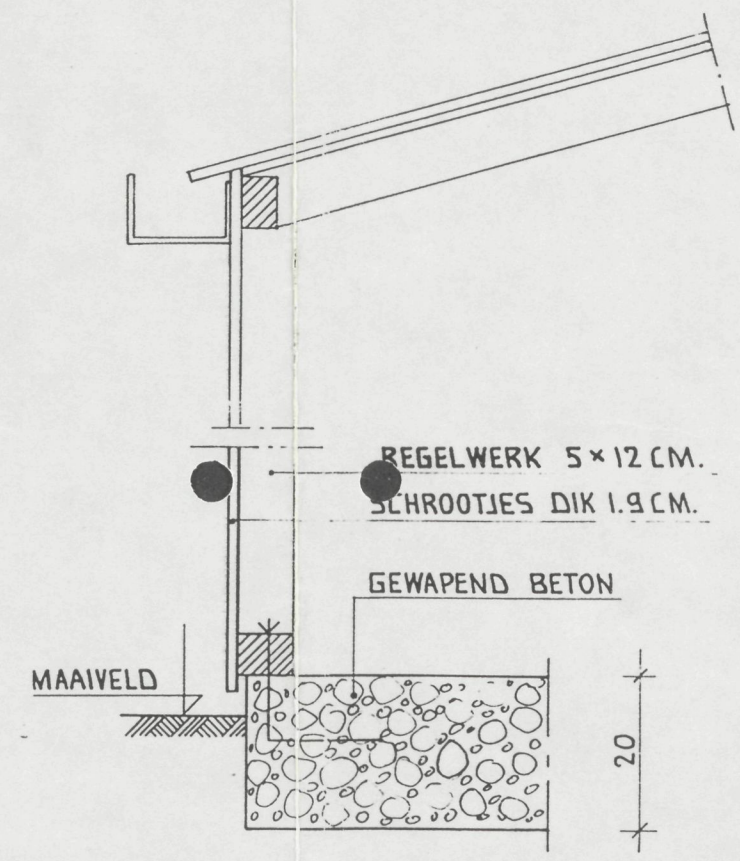 REGELWERK 5 × 12 CM.
SCHROOTJES DIK 1.9 CM.
GEWAPEND BETON
MAAIVELD
20